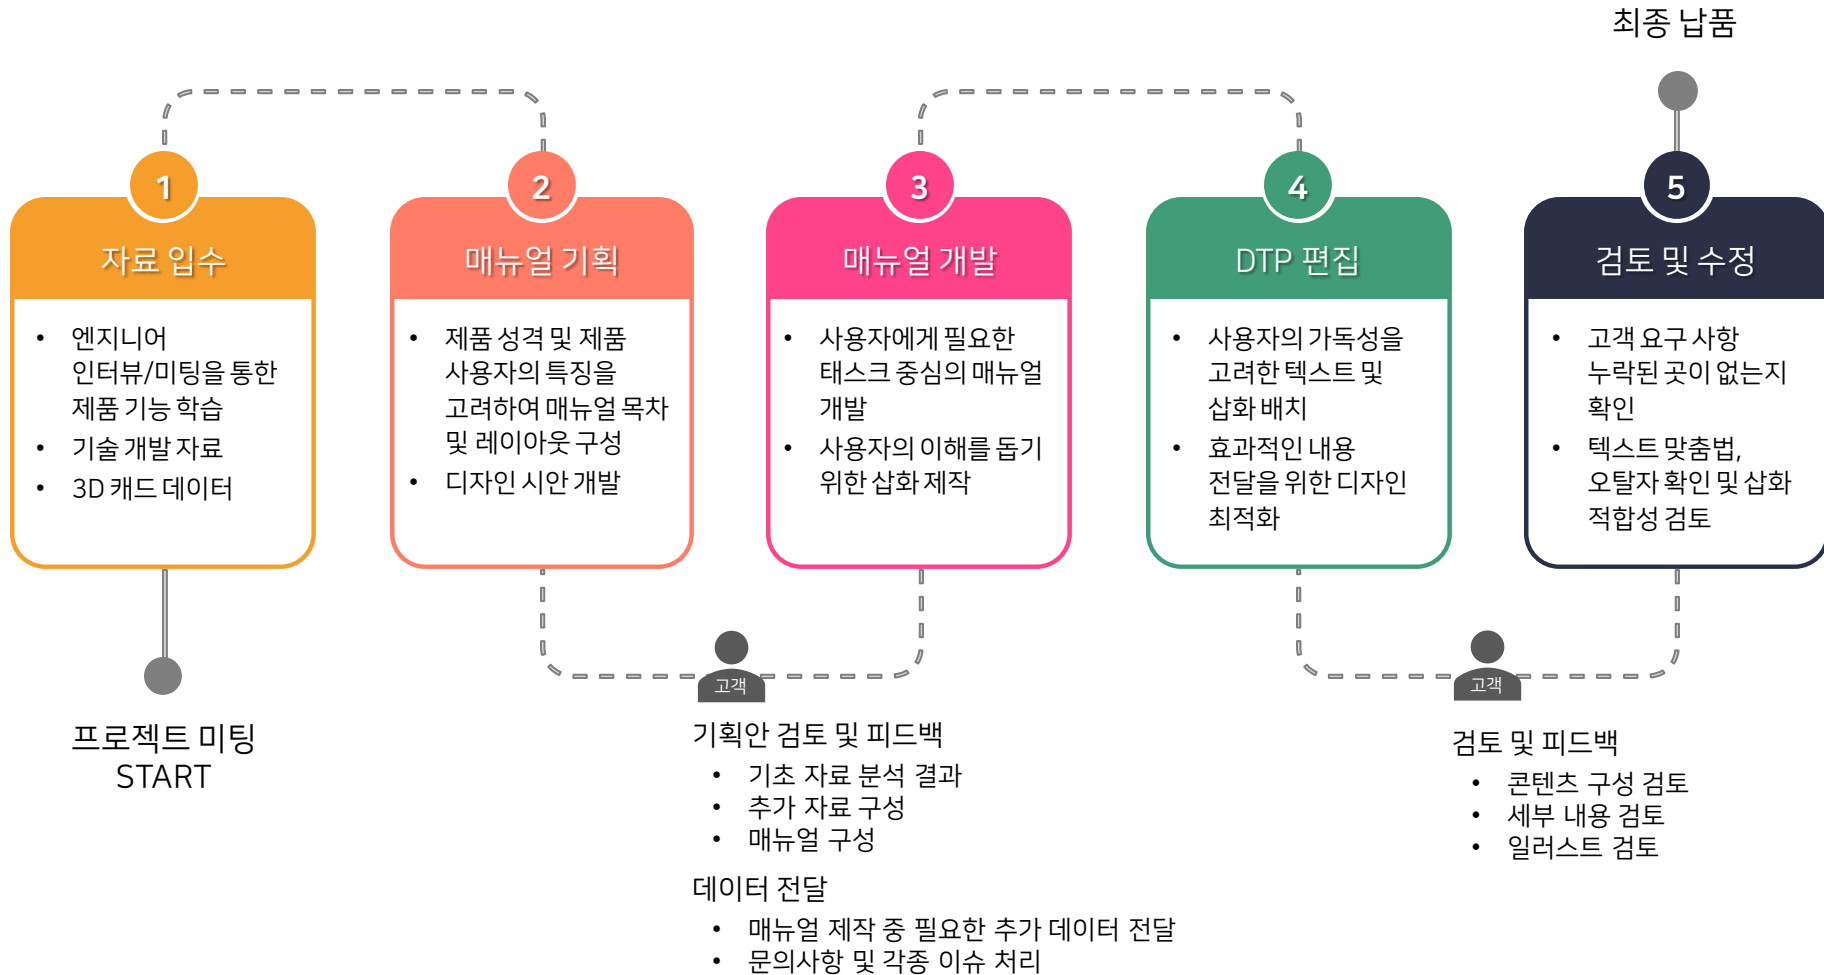 최종 납품
1
자료 입수
• 엔지니어
인터뷰/미팅을 통한
제품 기능 학습
• 기술 개발 자료
• 3D 캐드 데이터
프로젝트 미팅
START
2
매뉴얼 기획
• 제품 성격 및 제품
사용자의 특징을
고려하여 매뉴얼 목차
및 레이아웃 구성
• 디자인 시안 개발
고객
기획안 검토 및 피드백
• 기초 자료 분석 결과
• 추가 자료 구성
• 매뉴얼 구성
데이터 전달
• 매뉴얼 제작 중 필요한 추가 데이터 전달
• 문의사항 및 각종 이슈 처리
3
매뉴얼 개발
• 사용자에게 필요한
태스크 중심의 매뉴얼
개발
• 사용자의 이해를 돕기
위한 삽화 제작
4
DTP 편집
• 사용자의 가독성을
고려한 텍스트 및
삽화 배치
• 효과적인 내용
전달을 위한 디자인
최적화
고객
검토 및 피드백
• 콘텐츠 구성 검토
• 세부 내용 검토
• 일러스트 검토
5
검토 및 수정
• 고객 요구 사항
누락된 곳이 없는지
확인
• 텍스트 맞춤법,
오탈자 확인 및 삽화
적합성 검토